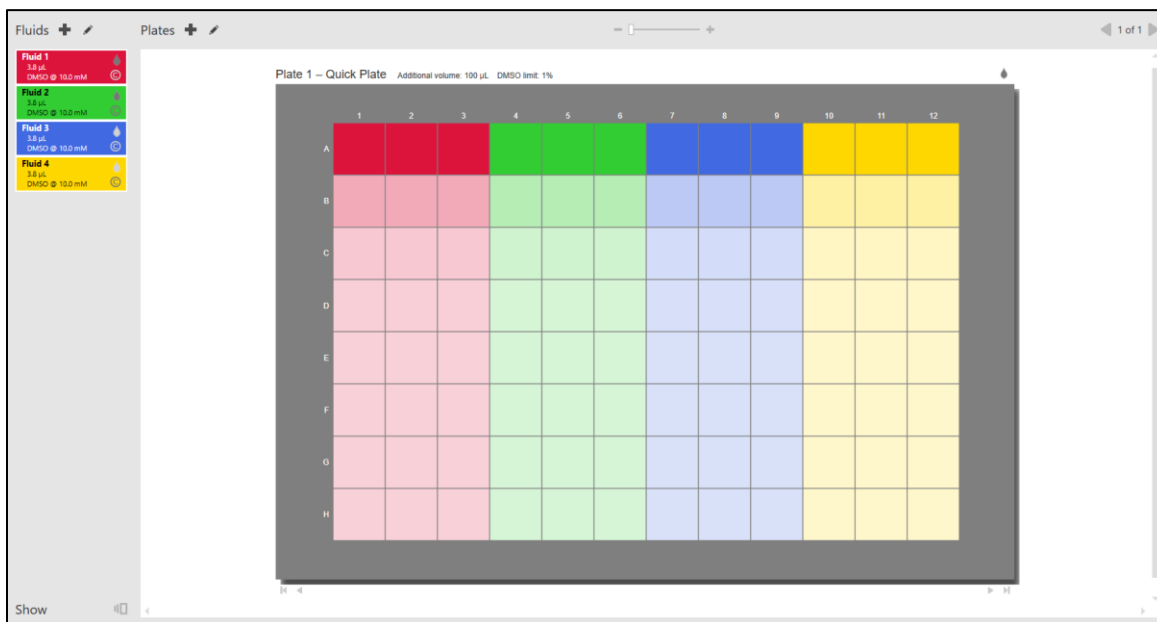 Fluids
Plates
1 of 1
Fluid 1
3.8 µL
DMSO @ 10.0 mM
Fluid 2
3.8 µL
DMSO @ 10.0 mM
Fluid 3
3.8 µL
DMSO @ 10.0 mM
Fluid 4
3.8 µL
DMSO @ 10.0 mM
Plate 1 – Quick Plate Additional volume: 100 µL DMSO limit: 1%
1 2 3 4 5 6 7 8 9 10 11 12
A
B
C
D
E
F
G
H
Show